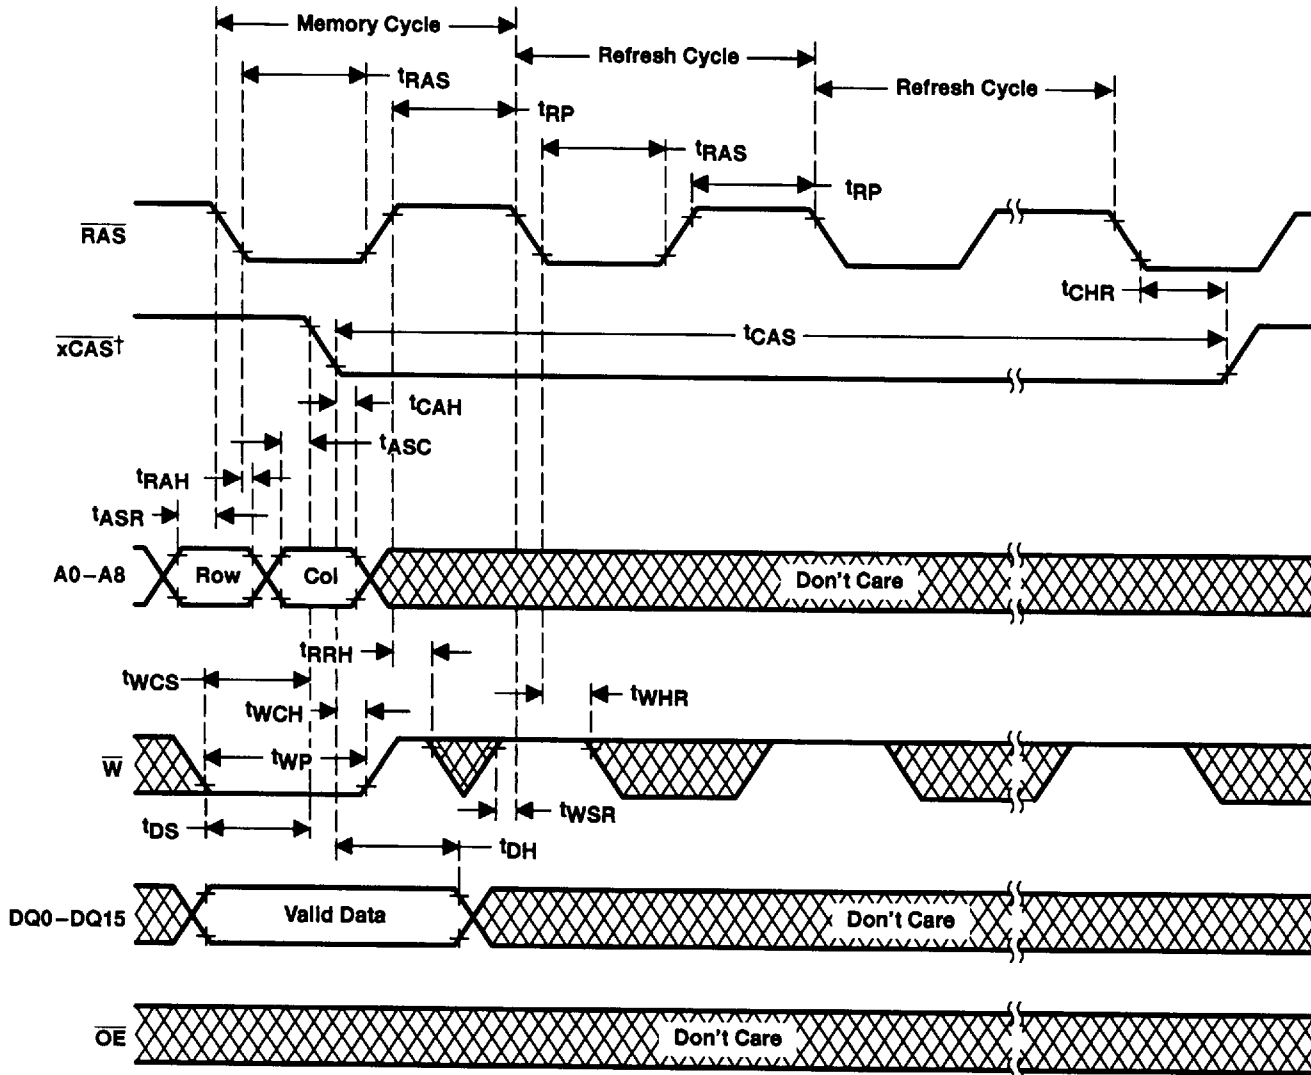 Memory Cycle
Refresh Cycle
Refresh Cycle
tRAS
tRP
tRAS
tRP
RAS
tCHR
xCAS†
tCAS
tCAH
tASC
tRAH
tASR
A0–A8
Row
Col
Don't Care
tRRH
tWCS
tWHR
tWCH
W
tWP
tWSR
tDS
tDH
DQ0–DQ15
Valid Data
Don't Care
OE
Don't Care